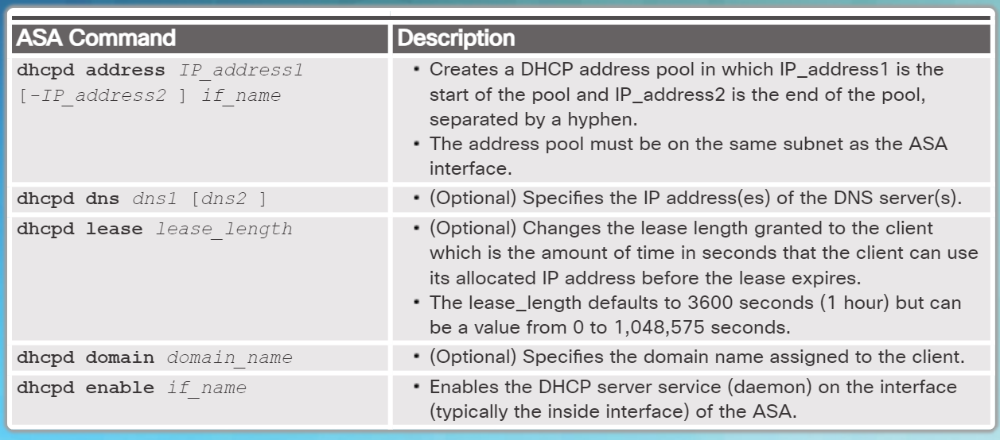 ASA Command
Description
dhcpd address IP_address1
[-IP_address2 ] if_name
• Creates a DHCP address pool in which IP_address1 is the
start of the pool and IP_address2 is the end of the pool,
separated by a hyphen.
• The address pool must be on the same subnet as the ASA
interface.
dhcpd dns dns1 [dns2 ]
• (Optional) Specifies the IP address(es) of the DNS server(s).
dhcpd lease lease_length
• (Optional) Changes the lease length granted to the client
which is the amount of time in seconds that the client can use
its allocated IP address before the lease expires.
• The lease_length defaults to 3600 seconds (1 hour) but can
be a value from 0 to 1,048,575 seconds.
dhcpd domain domain_name
• (Optional) Specifies the domain name assigned to the client.
dhcpd enable if_name
• Enables the DHCP server service (daemon) on the interface
(typically the inside interface) of the ASA.